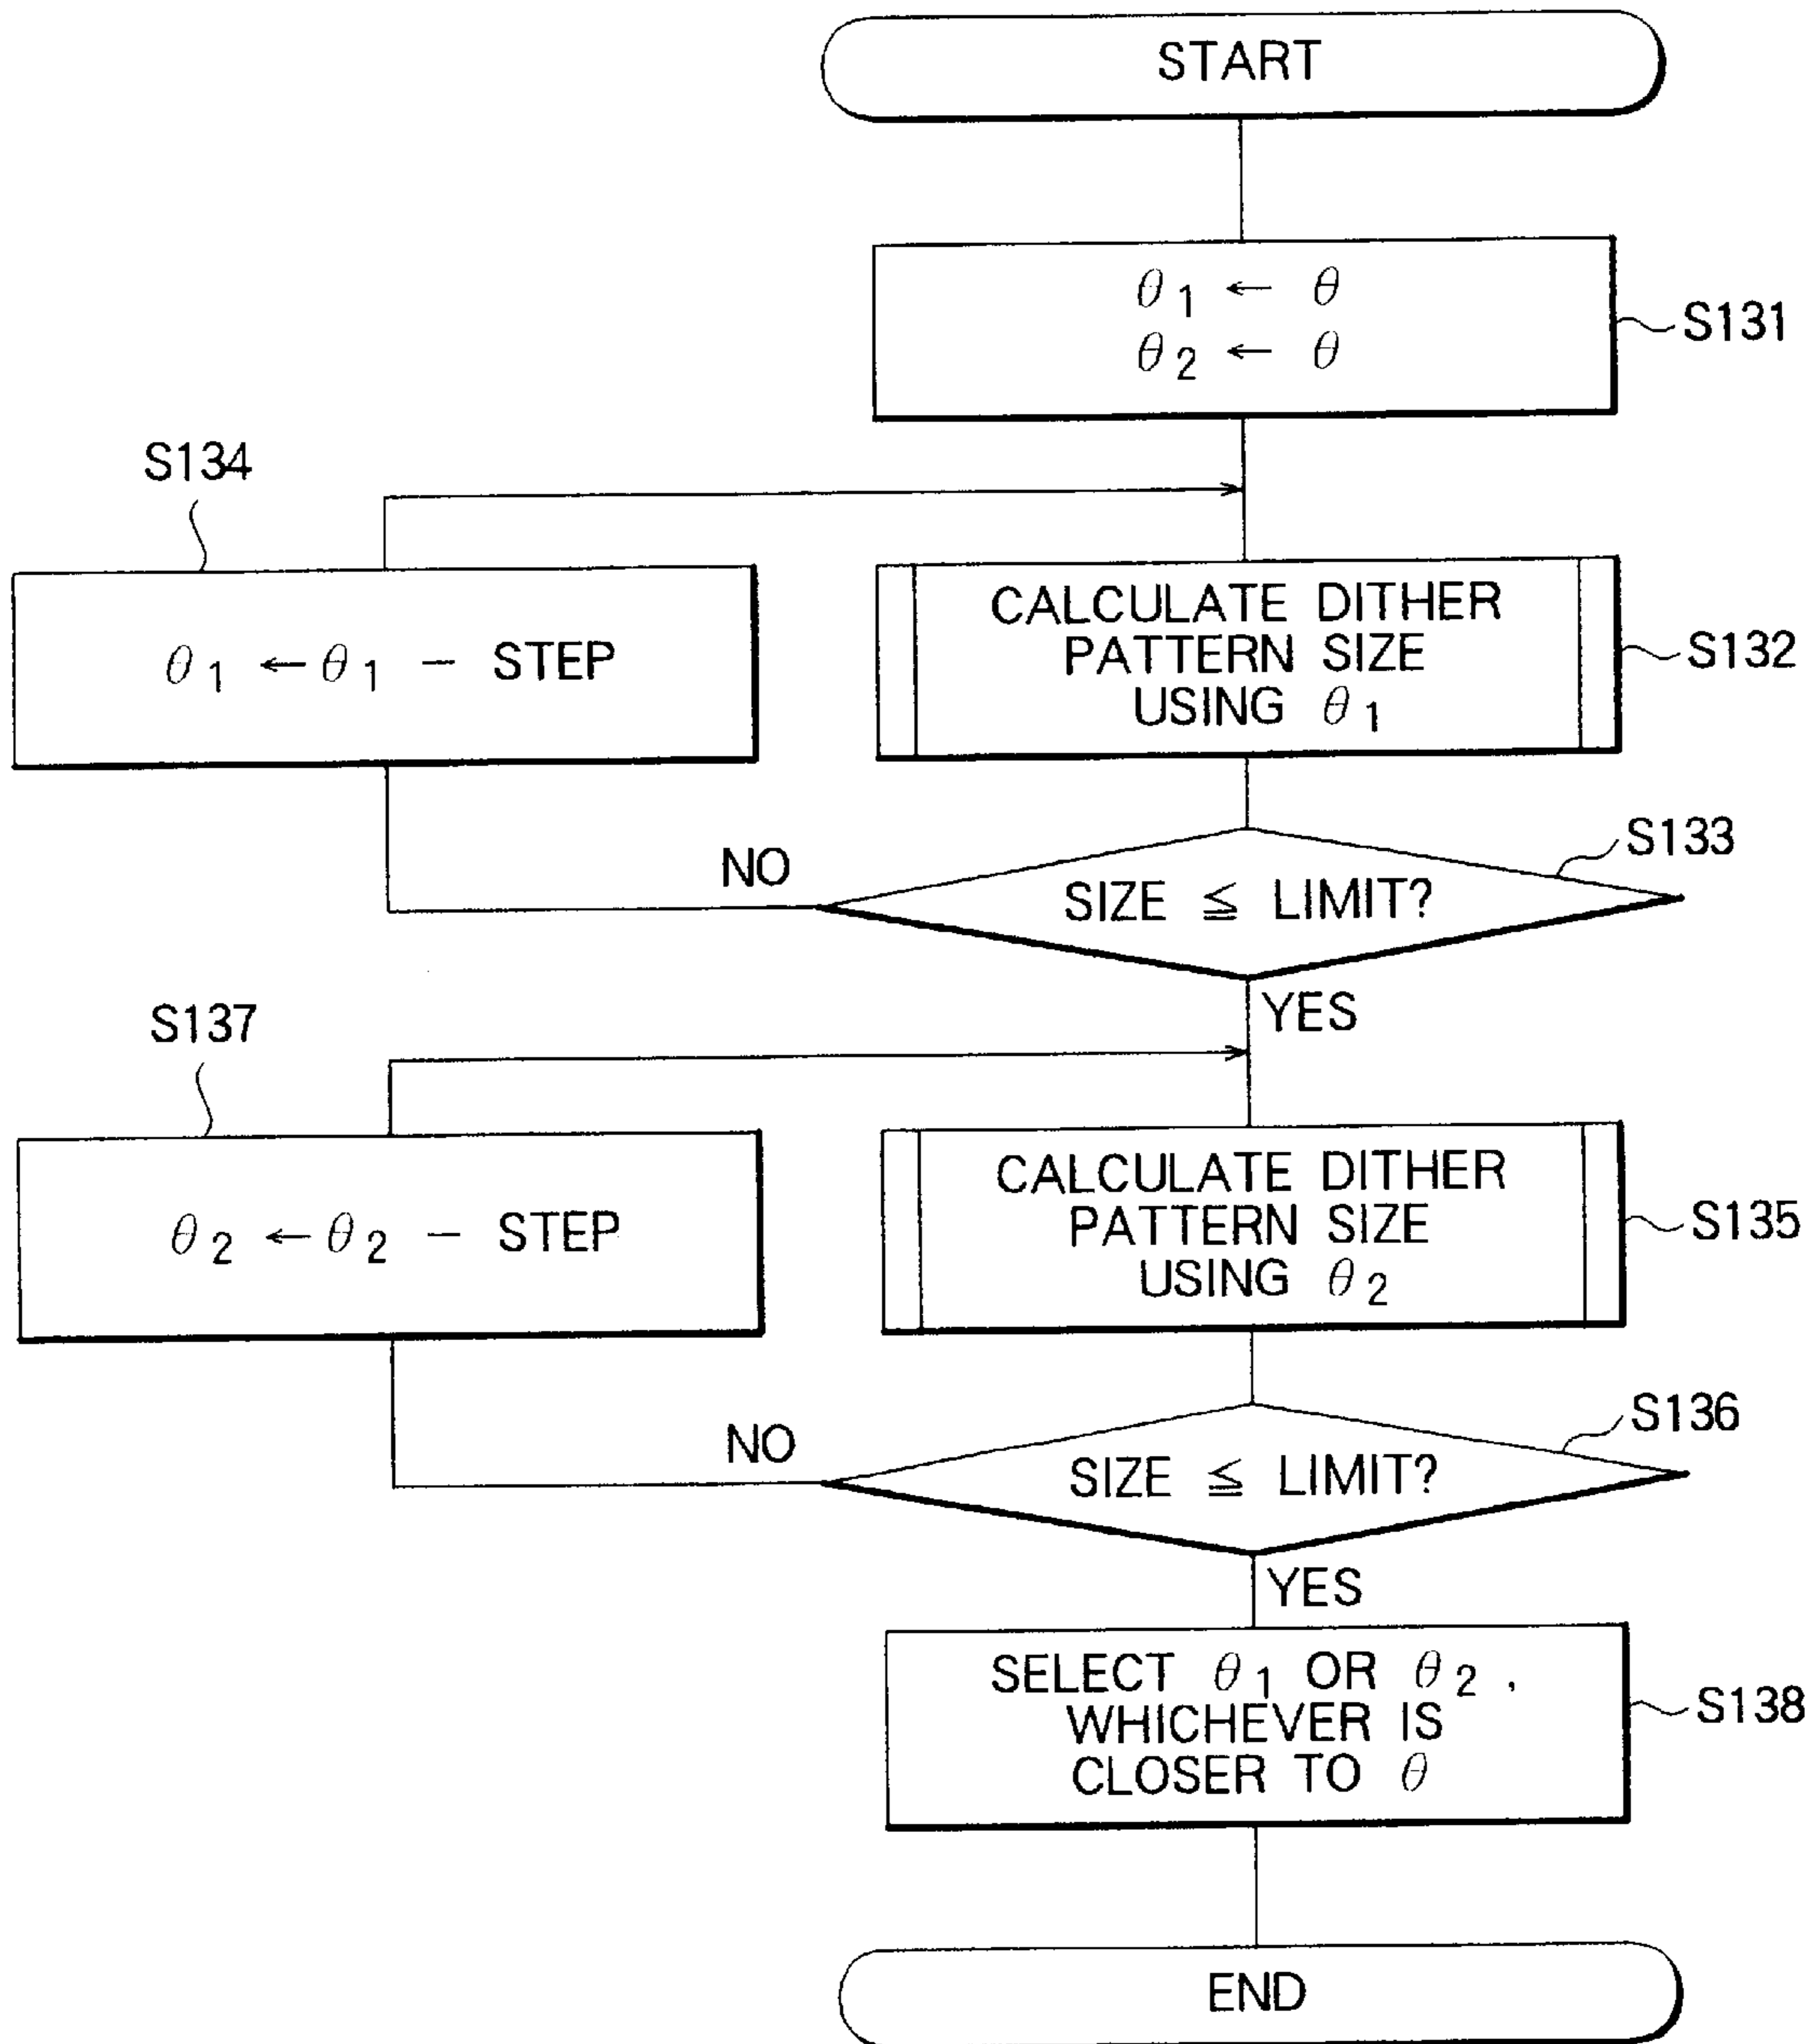 START
θ1 ← θ
θ2 ← θ
S131
S134
θ1 ← θ1 − STEP
CALCULATE DITHER
PATTERN SIZE
USING θ1
S132
S133
NO
SIZE ≦ LIMIT?
YES
S137
θ2 ← θ2 − STEP
CALCULATE DITHER
PATTERN SIZE
USING θ2
S135
S136
NO
SIZE ≦ LIMIT?
YES
SELECT θ1 OR θ2 ,
WHICHEVER IS
CLOSER TO θ
S138
END